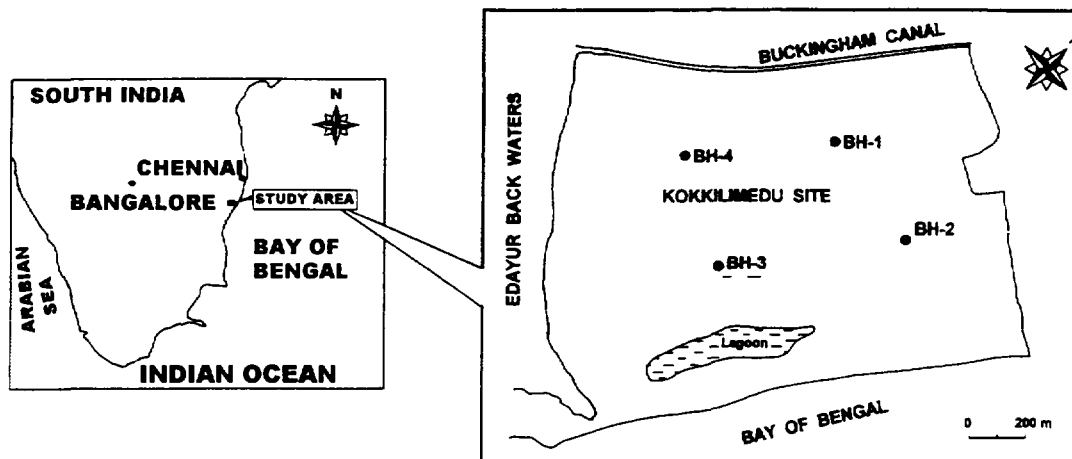 SOUTH INDIA
N
CHENNAI
BANGALORE
STUDY AREA
BAY OF
BENGAL
ARABIAN
SEA
INDIAN OCEAN
BUCKINGHAM CANAL
EDAYUR BACK WATERS
BH-4
BH-1
KOKKILIMEDU SITE
BH-2
BH-3
Lagoon
BAY OF BENGAL
0 200 m